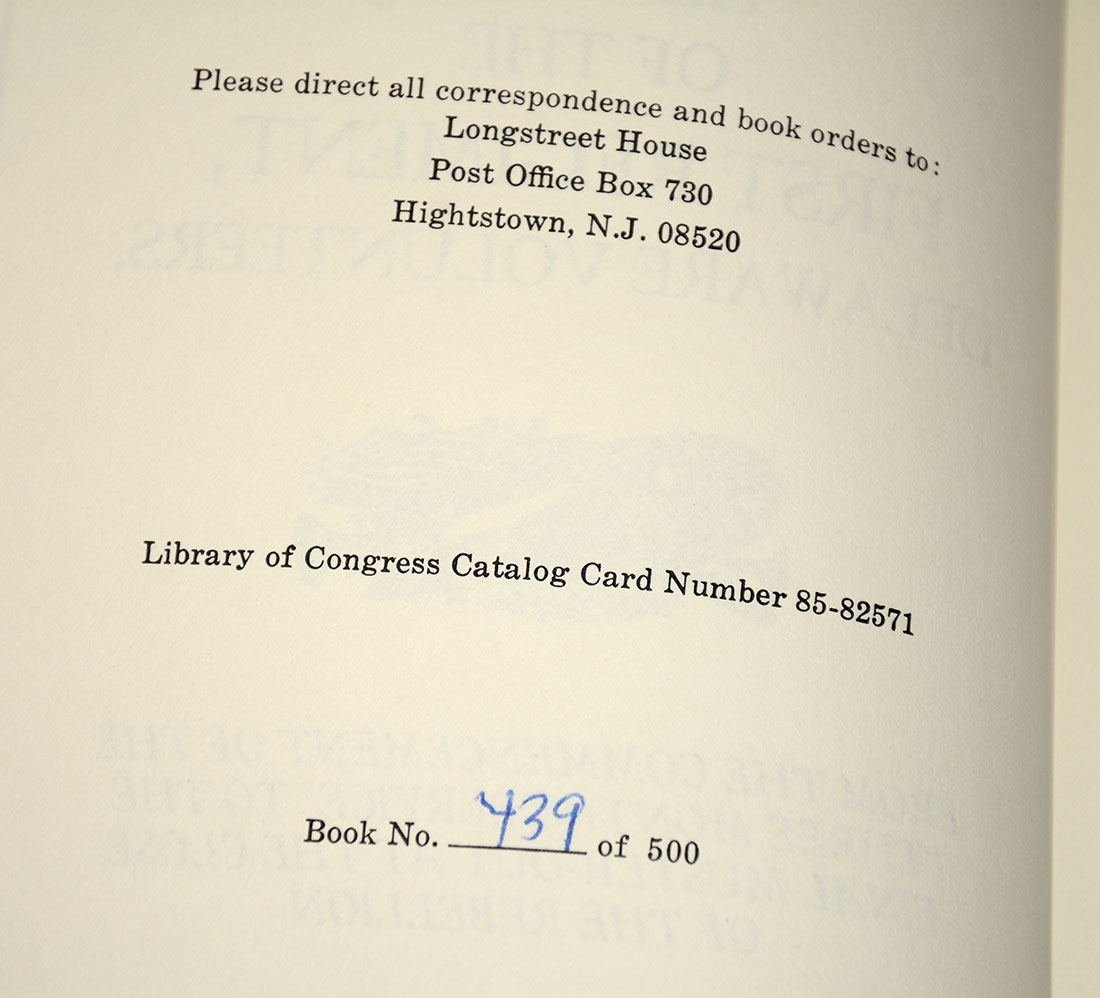 Please direct all correspondence and book orders to:
Longstreet House
Post Office Box 730
Hightstown, N.J. 08520
Library of Congress Catalog Card Number 85-82571
Book No. 439 of 500